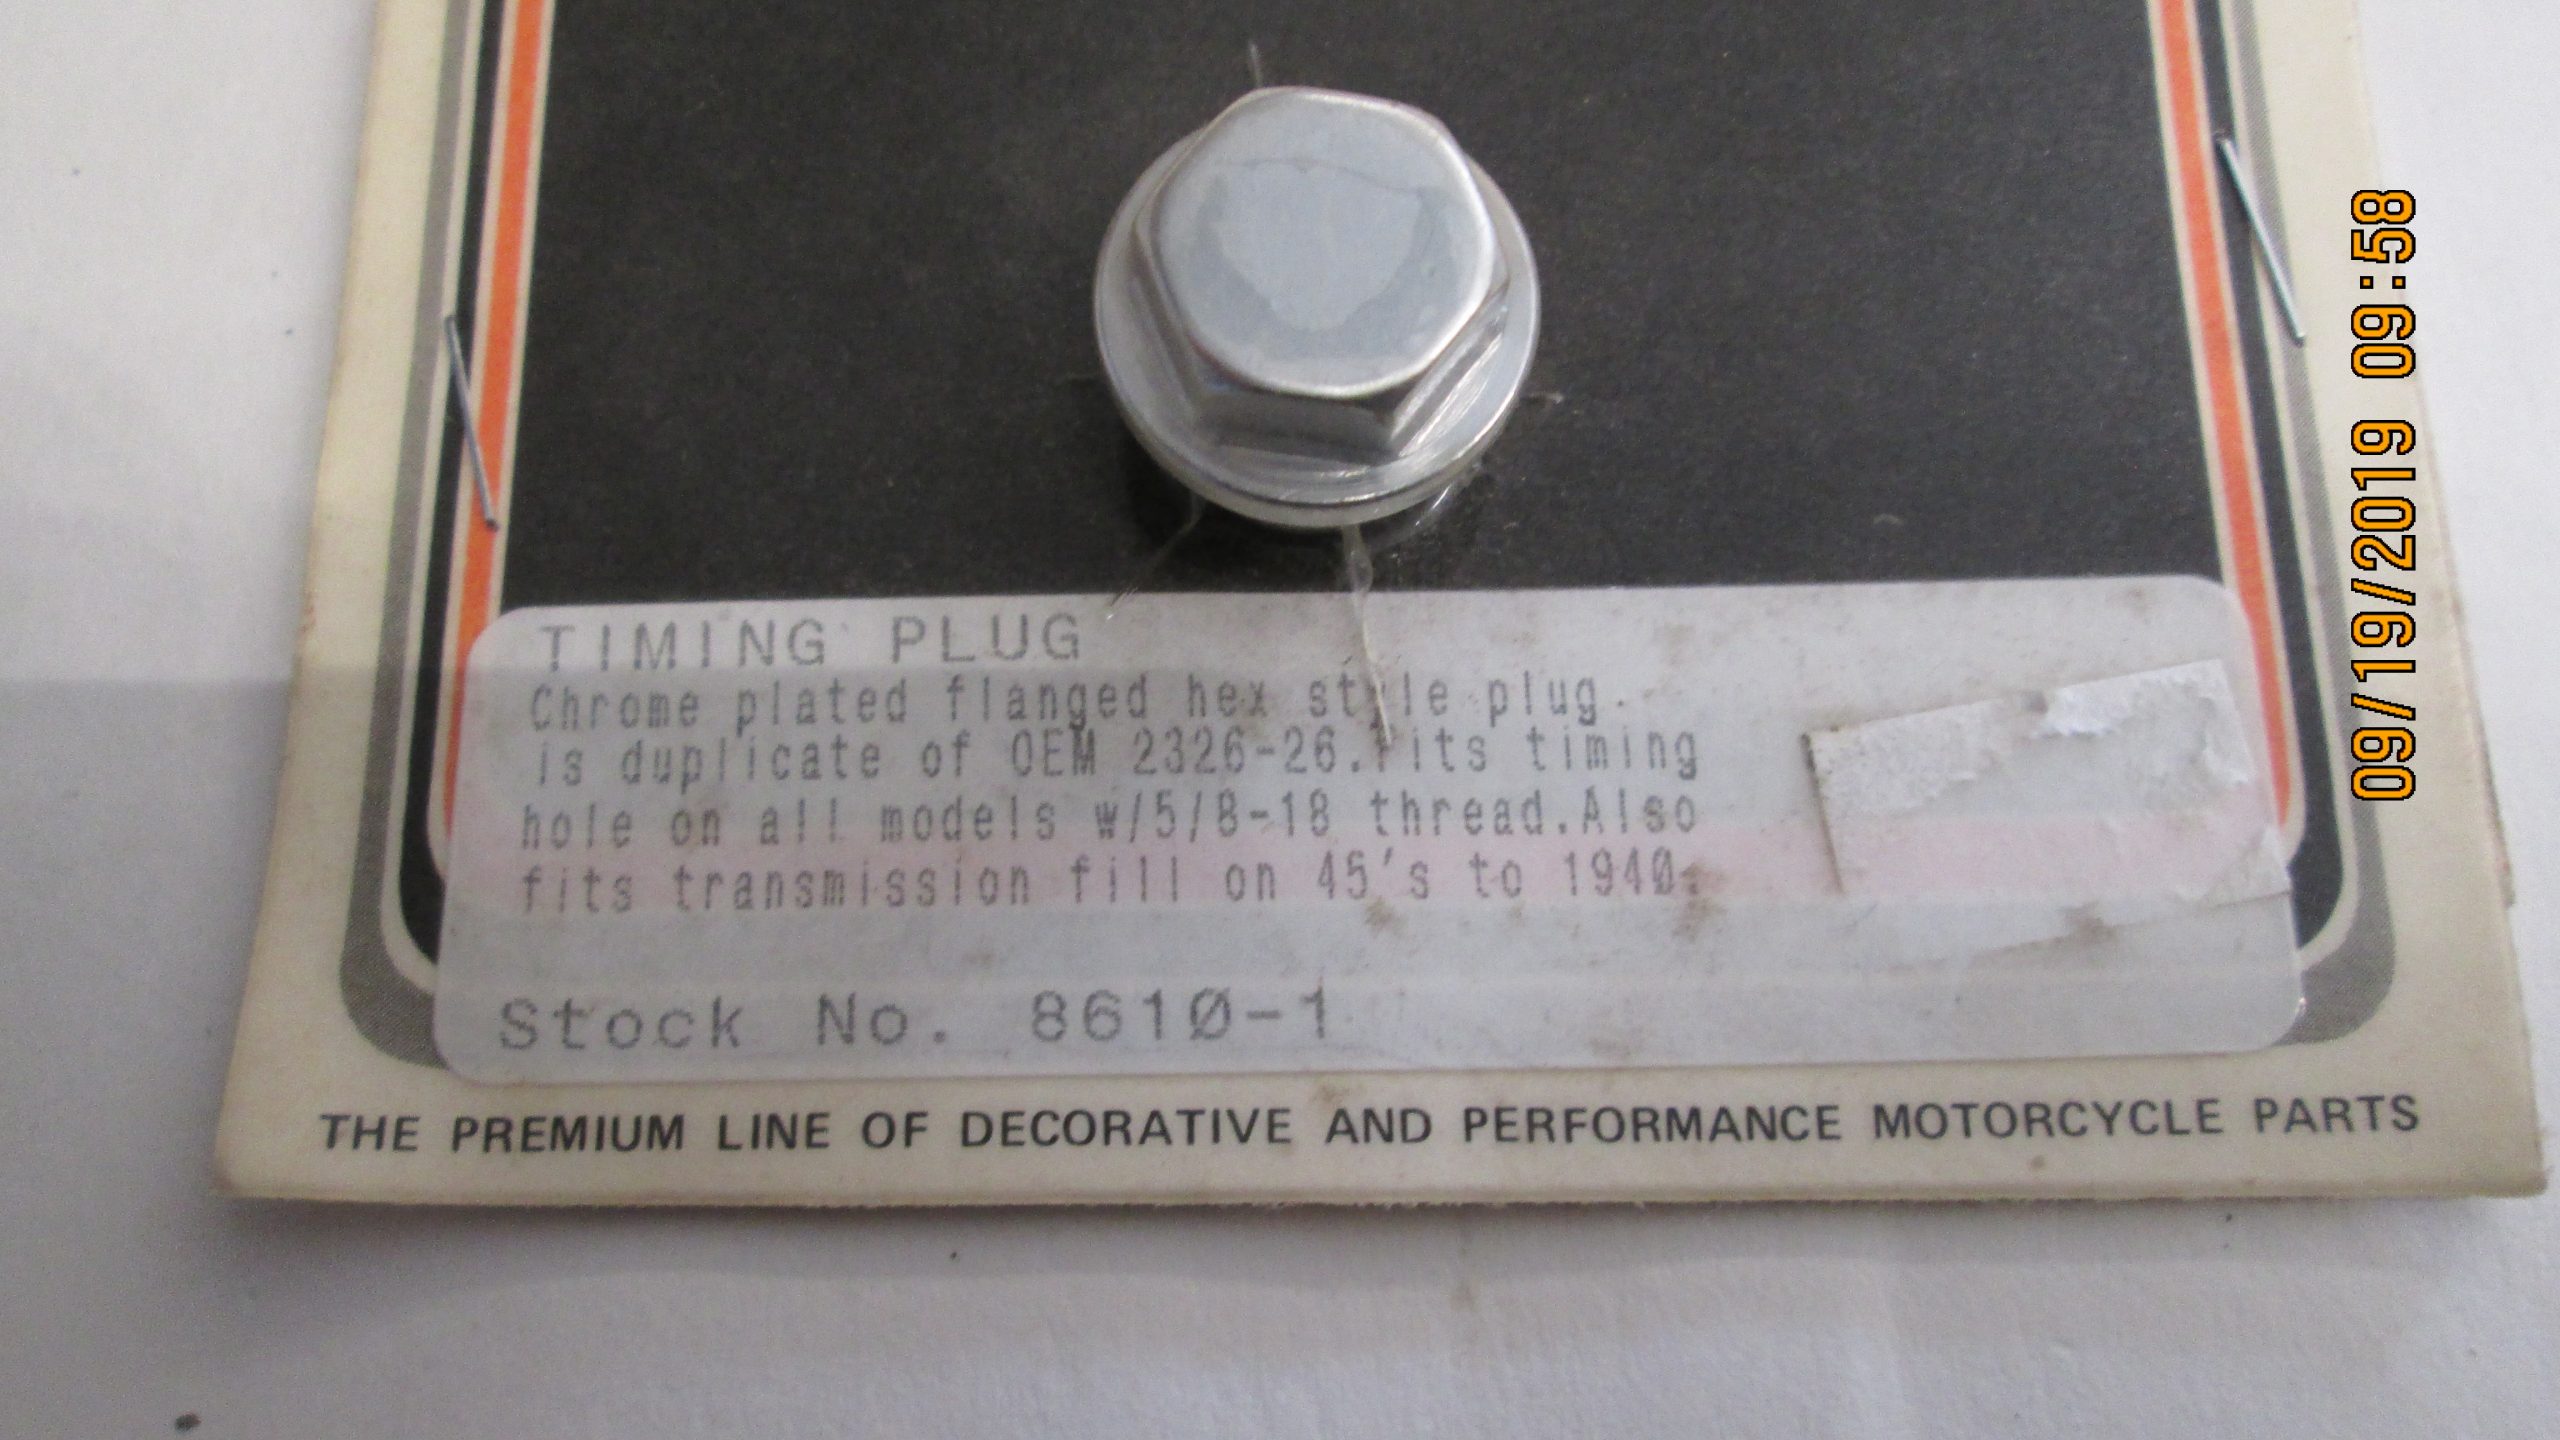 TIMING PLUG
Chrome plated flanged hex style plug
is duplicate of OEM 2326-26.Fits timing
hole on all models w/5/8-18 thread.Also
fits transmission fill on 45's to 1940.
Stock No. 8610-1
THE PREMIUM LINE OF DECORATIVE AND PERFORMANCE MOTORCYCLE PARTS
09/19/2019 09:58